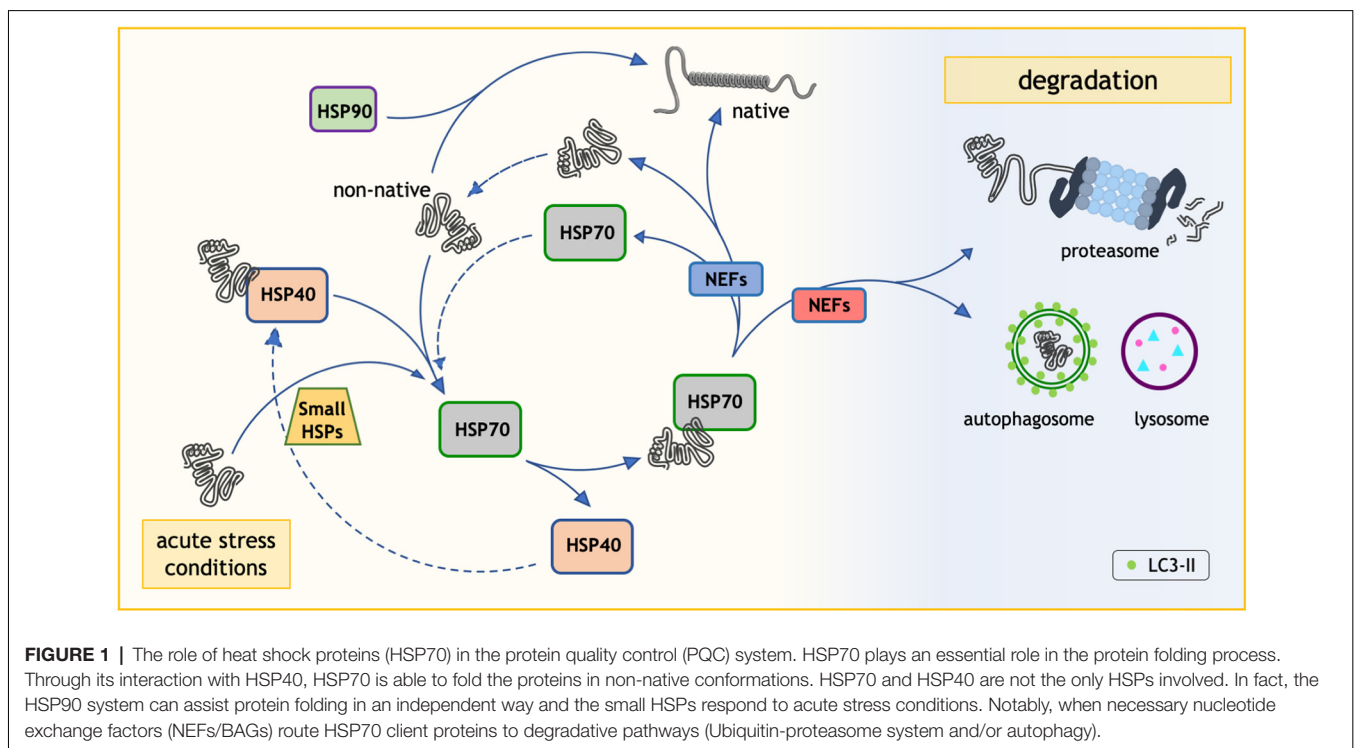 degradation
HSP90
native
non-native
HSP70
proteasome
HSP40
NEFs
NEFs
Small
HSPs
HSP70
HSP70
autophagosome
lysosome
acute stress
conditions
HSP40
LC3-II
FIGURE 1 | The role of heat shock proteins (HSP70) in the protein quality control (PQC) system. HSP70 plays an essential role in the protein folding process.
Through its interaction with HSP40, HSP70 is able to fold the proteins in non-native conformations. HSP70 and HSP40 are not the only HSPs involved. In fact, the
HSP90 system can assist protein folding in an independent way and the small HSPs respond to acute stress conditions. Notably, when necessary nucleotide
exchange factors (NEFs/BAGs) route HSP70 client proteins to degradative pathways (Ubiquitin-proteasome system and/or autophagy).